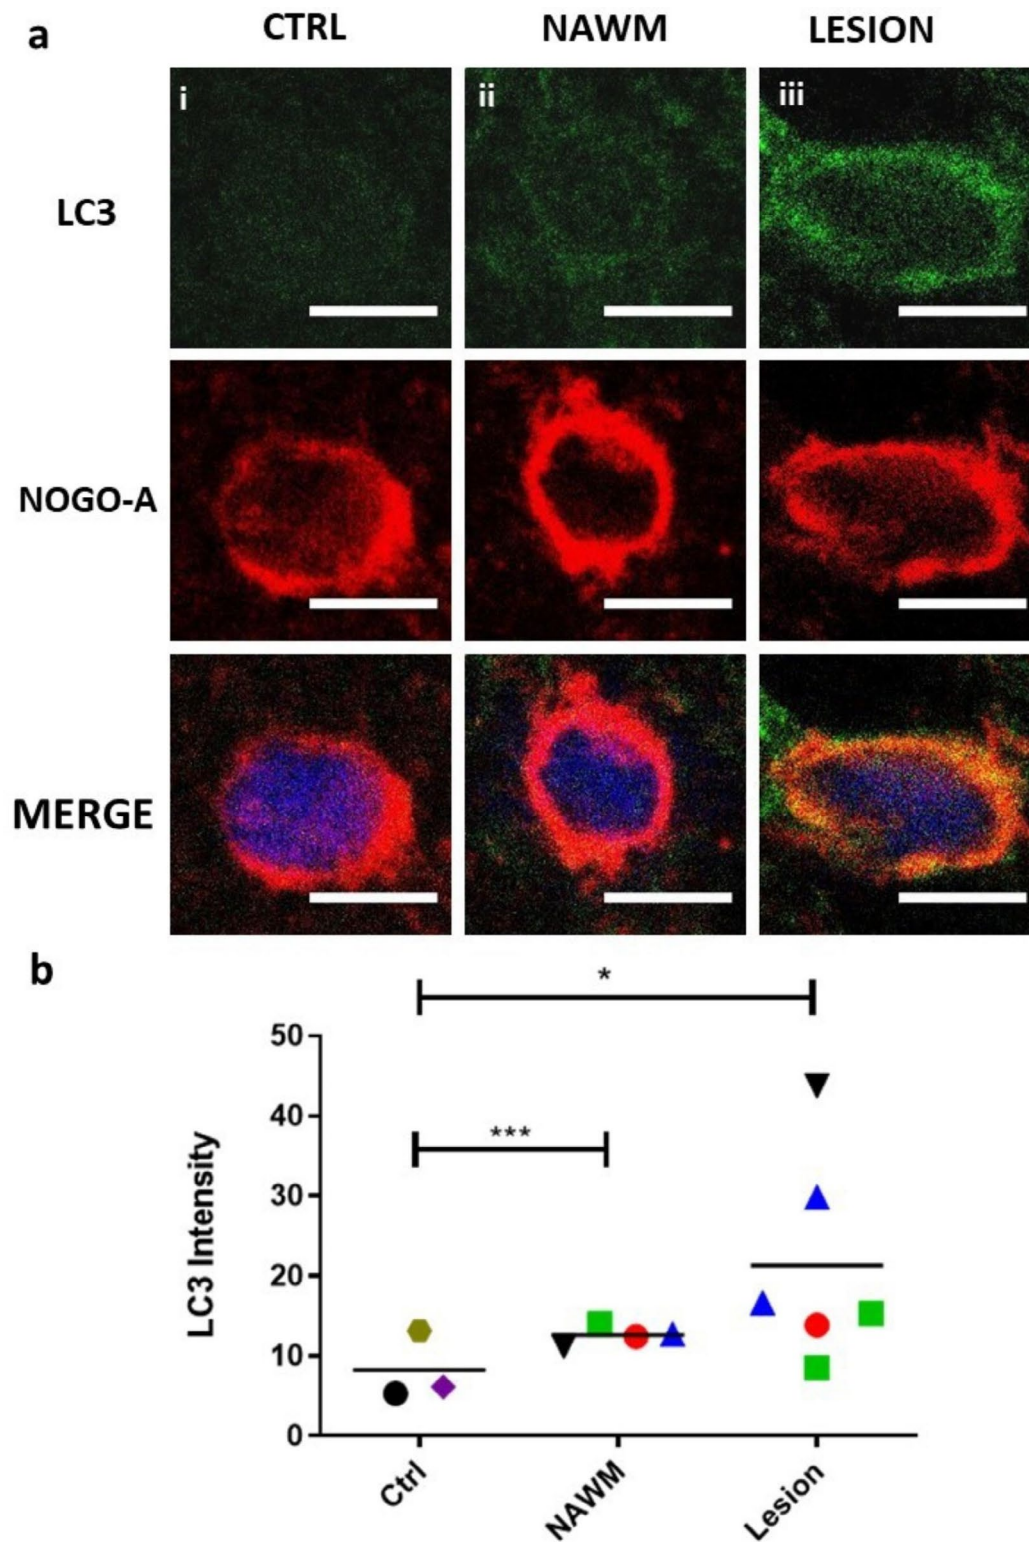 a
CTRL NAWM LESION
i ii iii
LC3
NOGO-A
MERGE
b
*
***
50
40
30
20
10
0
LC3 Intensity
Ctrl NAWM Lesion